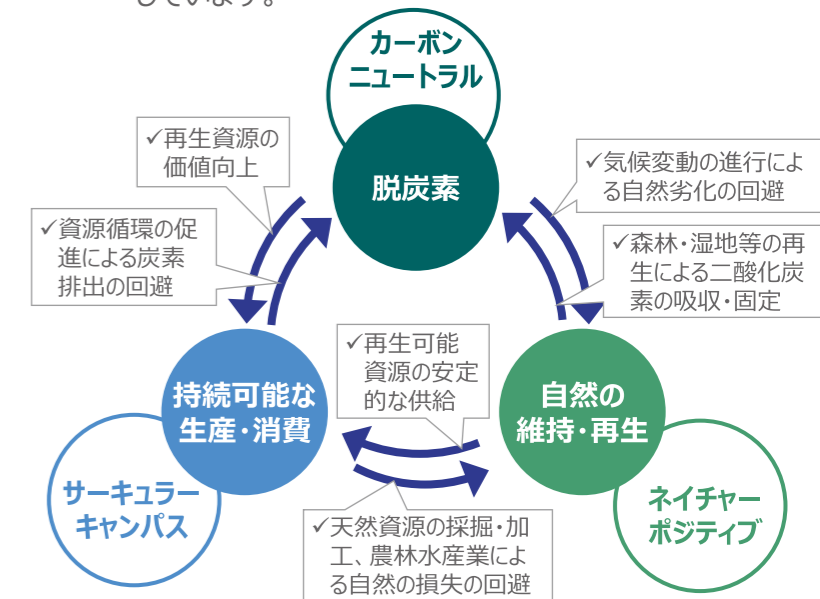 しています。
カーボン
ニュートラル
脱炭素
✓再生資源の
価値向上
✓資源循環の促
進による炭素
排出の回避
✓気候変動の進行によ
る自然劣化の回避
✓森林・湿地等の再
生による二酸化炭
素の吸収・固定
持続可能な
生産・消費
✓再生可能
資源の安定
的な供給
自然の
維持・再生
サーキュラー
キャンパス
ネイチャー
ポジティブ
✓天然資源の採掘・加
工、農林水産業によ
る自然の損失の回避